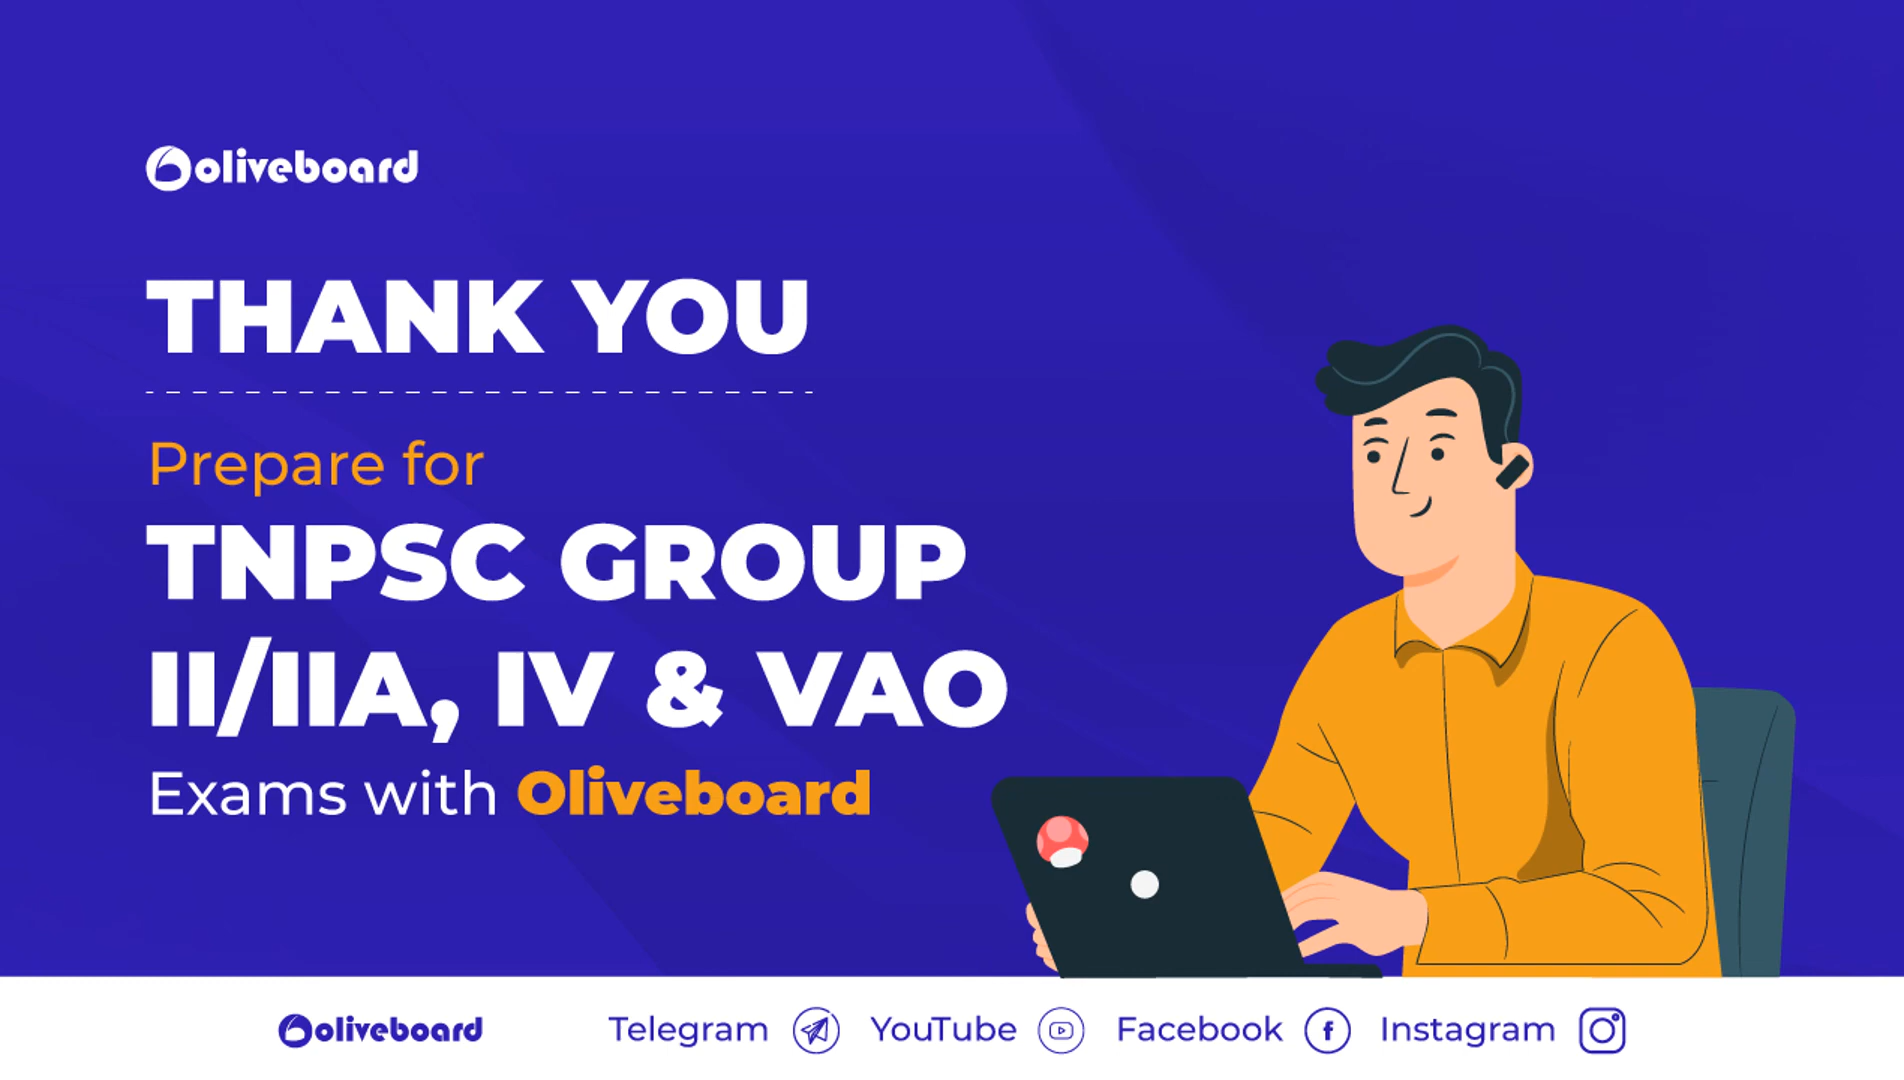 oliveboard
THANK YOU
Prepare for
TNPSC GROUP
II/IIA, IV & VAO
Exams with Oliveboard
oliveboard Telegram YouTube Facebook Instagram